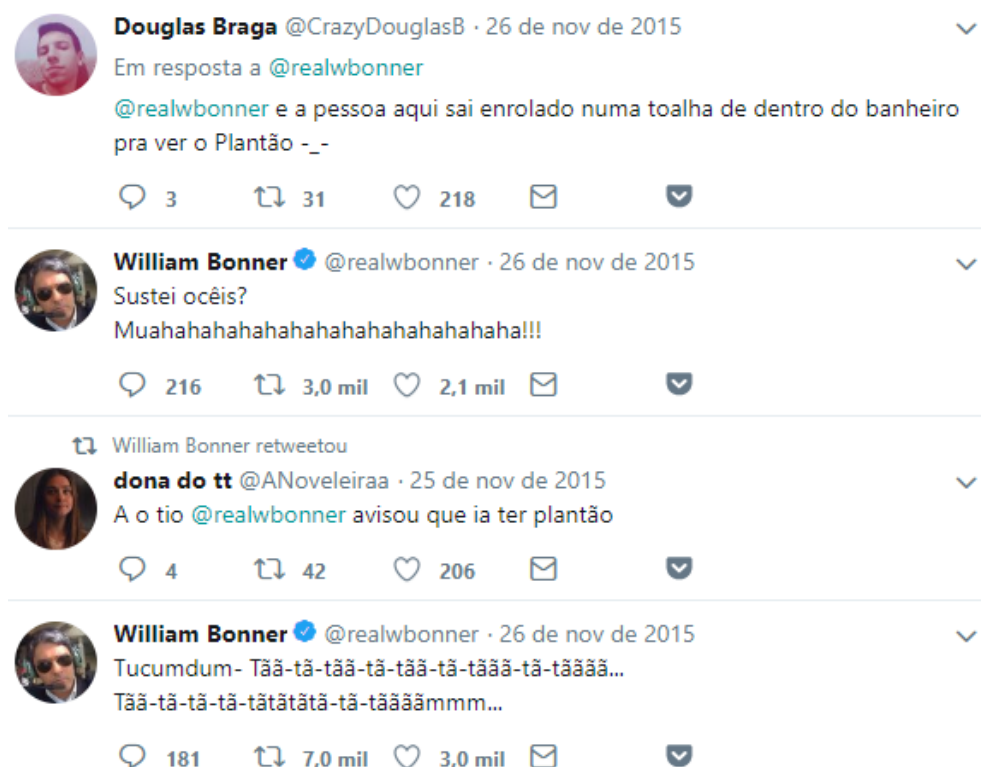 Douglas Braga @CrazyDouglasB · 26 de nov de 2015
Em resposta a @realwbonner
@realwbonner e a pessoa aqui sai enrolado numa toalha de dentro do banheiro
pra ver o Plantão -_-
3 31 218
William Bonner @realwbonner · 26 de nov de 2015
Sustei ocêis?
Muahahahahahahahahahahahahahaha!!!
216 3,0 mil 2,1 mil
William Bonner retweetou
dona do tt @ANoveleiraa · 25 de nov de 2015
A o tio @realwbonner avisou que ia ter plantão
4 42 206
William Bonner @realwbonner · 26 de nov de 2015
Tucumdum- Tãã-tã-tãã-tã-tãã-tã-tããã-tã-tãããã...
Tãã-tã-tã-tã-tãtãtãtã-tã-tããããmmm...
181 7,0 mil 3,0 mil